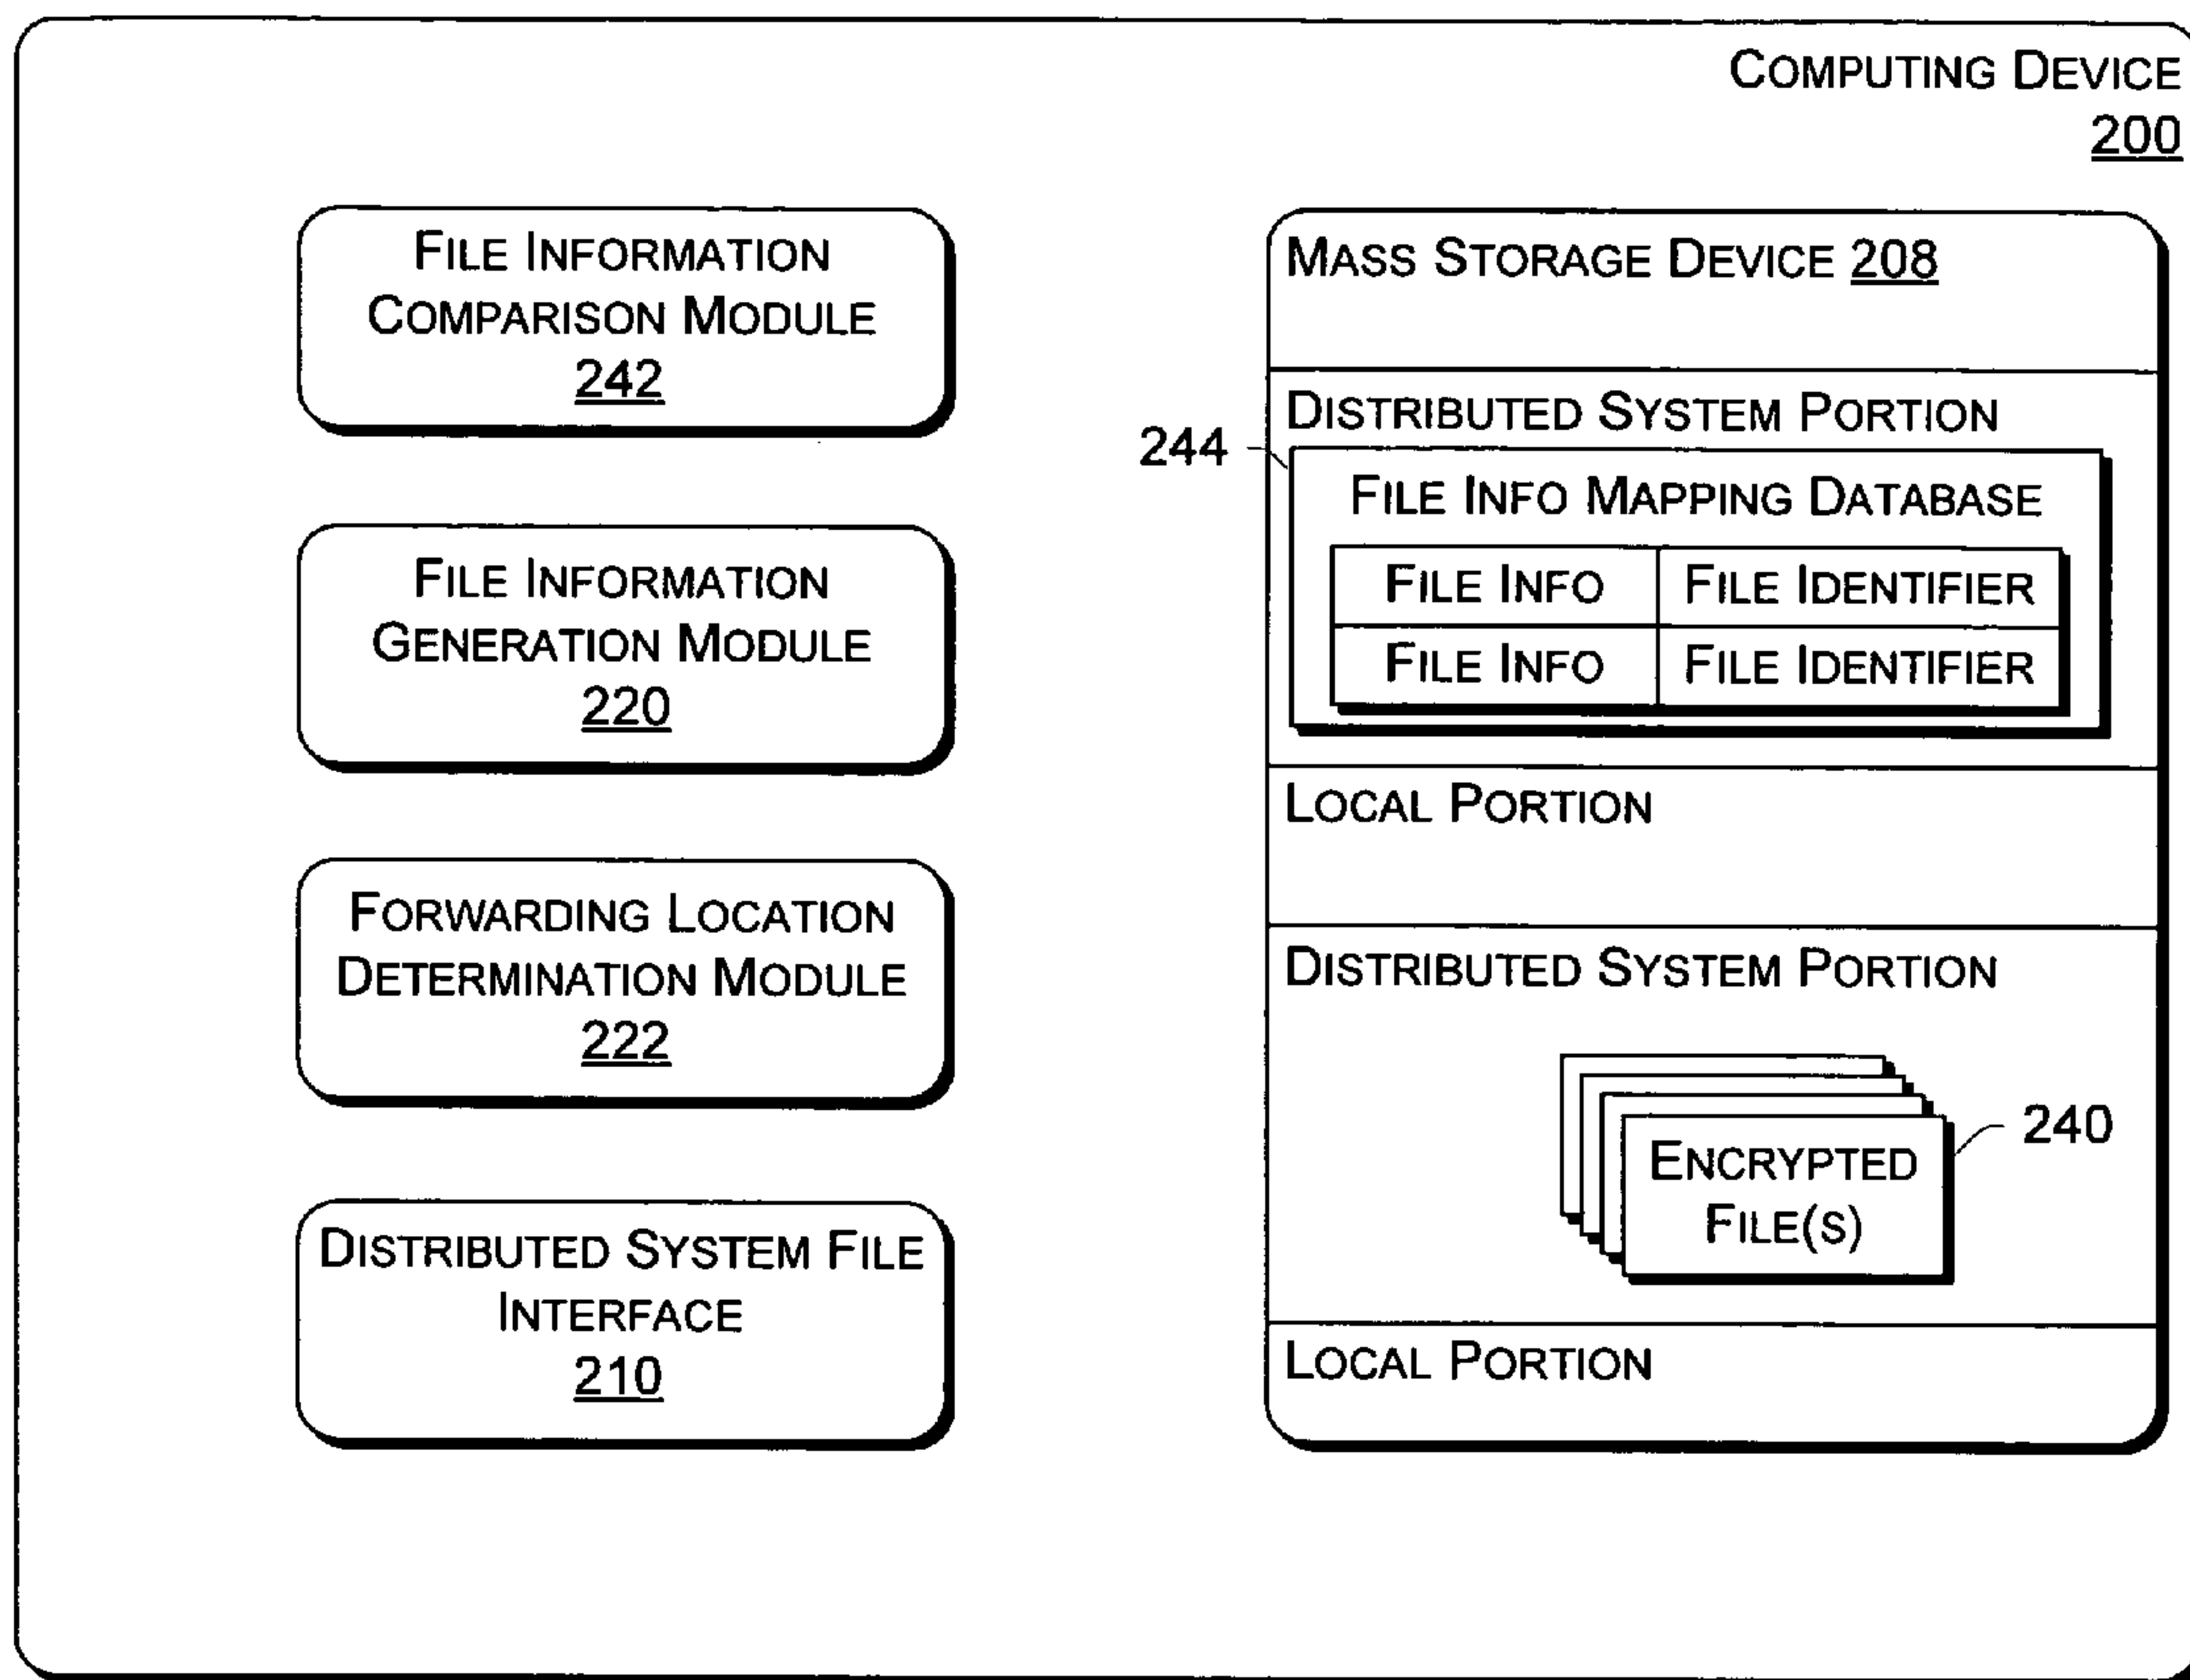 COMPUTING DEVICE
200
FILE INFORMATION
COMPARISON MODULE
242
FILE INFORMATION
GENERATION MODULE
220
FORWARDING LOCATION
DETERMINATION MODULE
222
DISTRIBUTED SYSTEM FILE
INTERFACE
210
MASS STORAGE DEVICE 208
DISTRIBUTED SYSTEM PORTION
244
FILE INFO MAPPING DATABASE
FILE INFO FILE IDENTIFIER
FILE INFO FILE IDENTIFIER
LOCAL PORTION
DISTRIBUTED SYSTEM PORTION
240
ENCRYPTED
FILE(S)
LOCAL PORTION